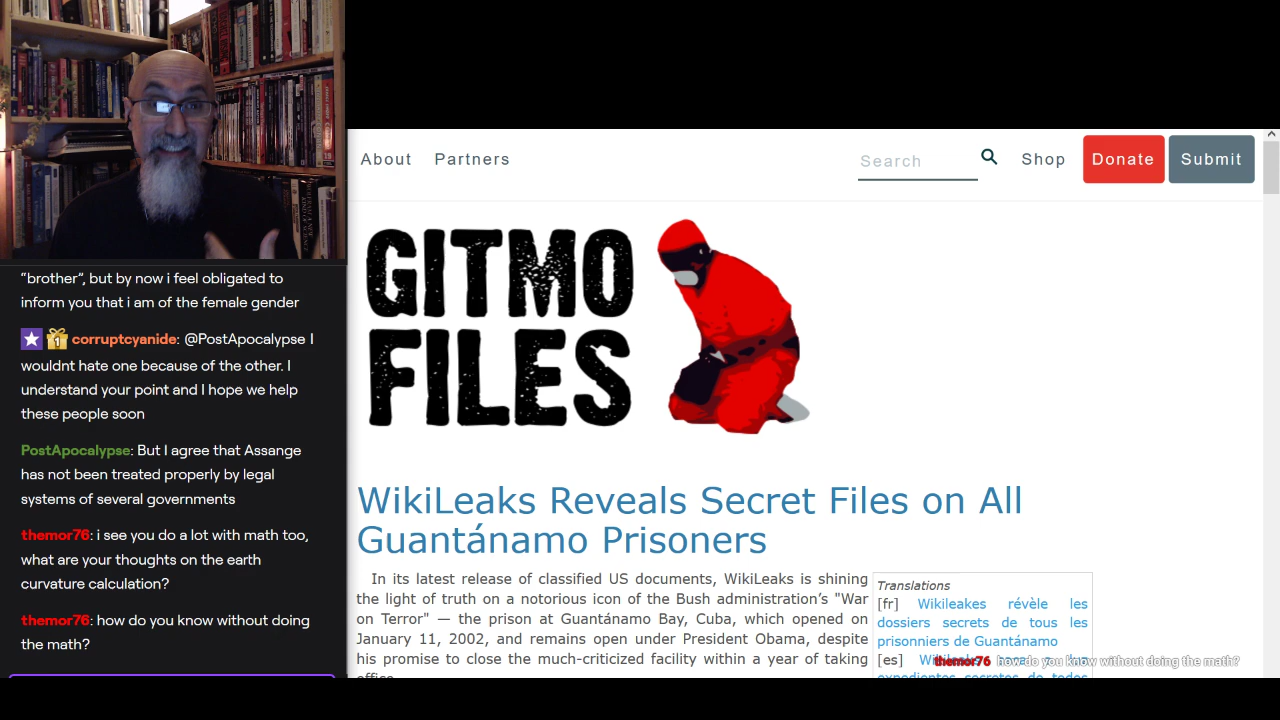 "brother", but by now i feel obligated to
inform you that i am of the female gender
1 corruptcyanide: @PostApocalypse I
wouldnt hate one because of the other. I
understand your point and I hope we help
these people soon
PostApocalypse: But I agree that Assange
has not been treated properly by legal
systems of several governments
themor76: i see you do a lot with math too,
what are your thoughts on the earth
curvature calculation?
themor76: how do you know without doing
the math?
About Partners Search Shop Donate Submit
GITMO
FILES
WikiLeaks Reveals Secret Files on All
Guantánamo Prisoners
In its latest release of classified US documents, WikiLeaks is shining
the light of truth on a notorious icon of the Bush administration's "War
on Terror" — the prison at Guantánamo Bay, Cuba, which opened on
January 11, 2002, and remains open under President Obama, despite
his promise to close the much-criticized facility within a year of taking
office.
Translations
[fr] Wikileakes révèle les
dossiers secrets de tous les
prisonniers de Guantánamo
[es]
expedientes secretos de todos
themor76 how do you know without doing the math?